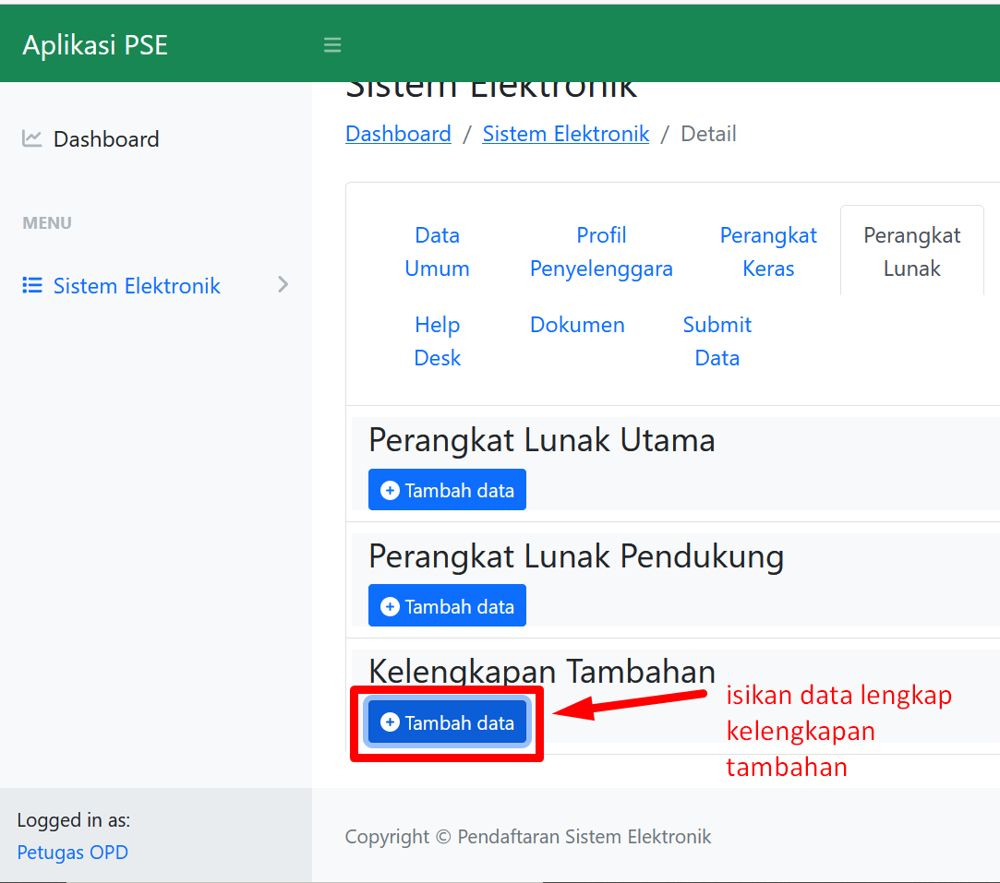 Aplikasi PSE
Sistem Elektronik
Dashboard / Sistem Elektronik / Detail
Dashboard
MENU
Sistem Elektronik
Data
Umum
Profil
Penyelenggara
Perangkat
Keras
Perangkat
Lunak
Help
Desk
Dokumen
Submit
Data
Perangkat Lunak Utama
Tambah data
Perangkat Lunak Pendukung
Tambah data
Kelengkapan Tambahan
Tambah data
isikan data lengkap
kelengkapan
tambahan
Logged in as:
Petugas OPD
Copyright © Pendaftaran Sistem Elektronik